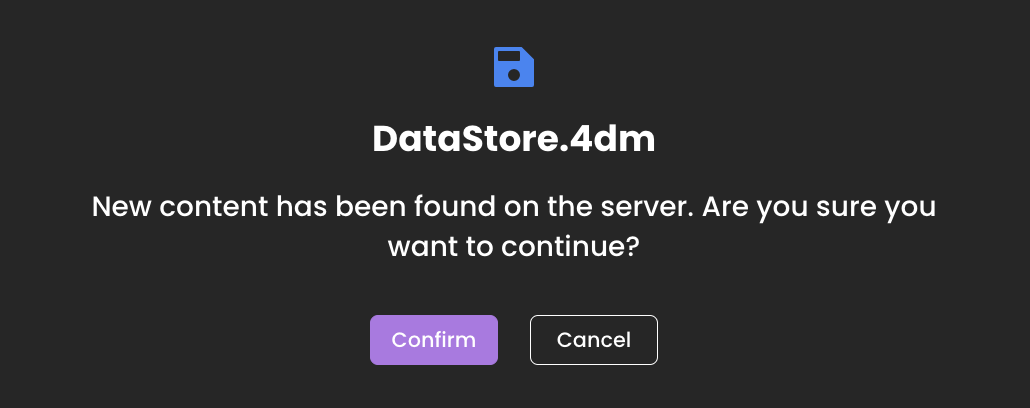 DataStore.4dm
New content has been found on the server. Are you sure you
want to continue?
Confirm
Cancel